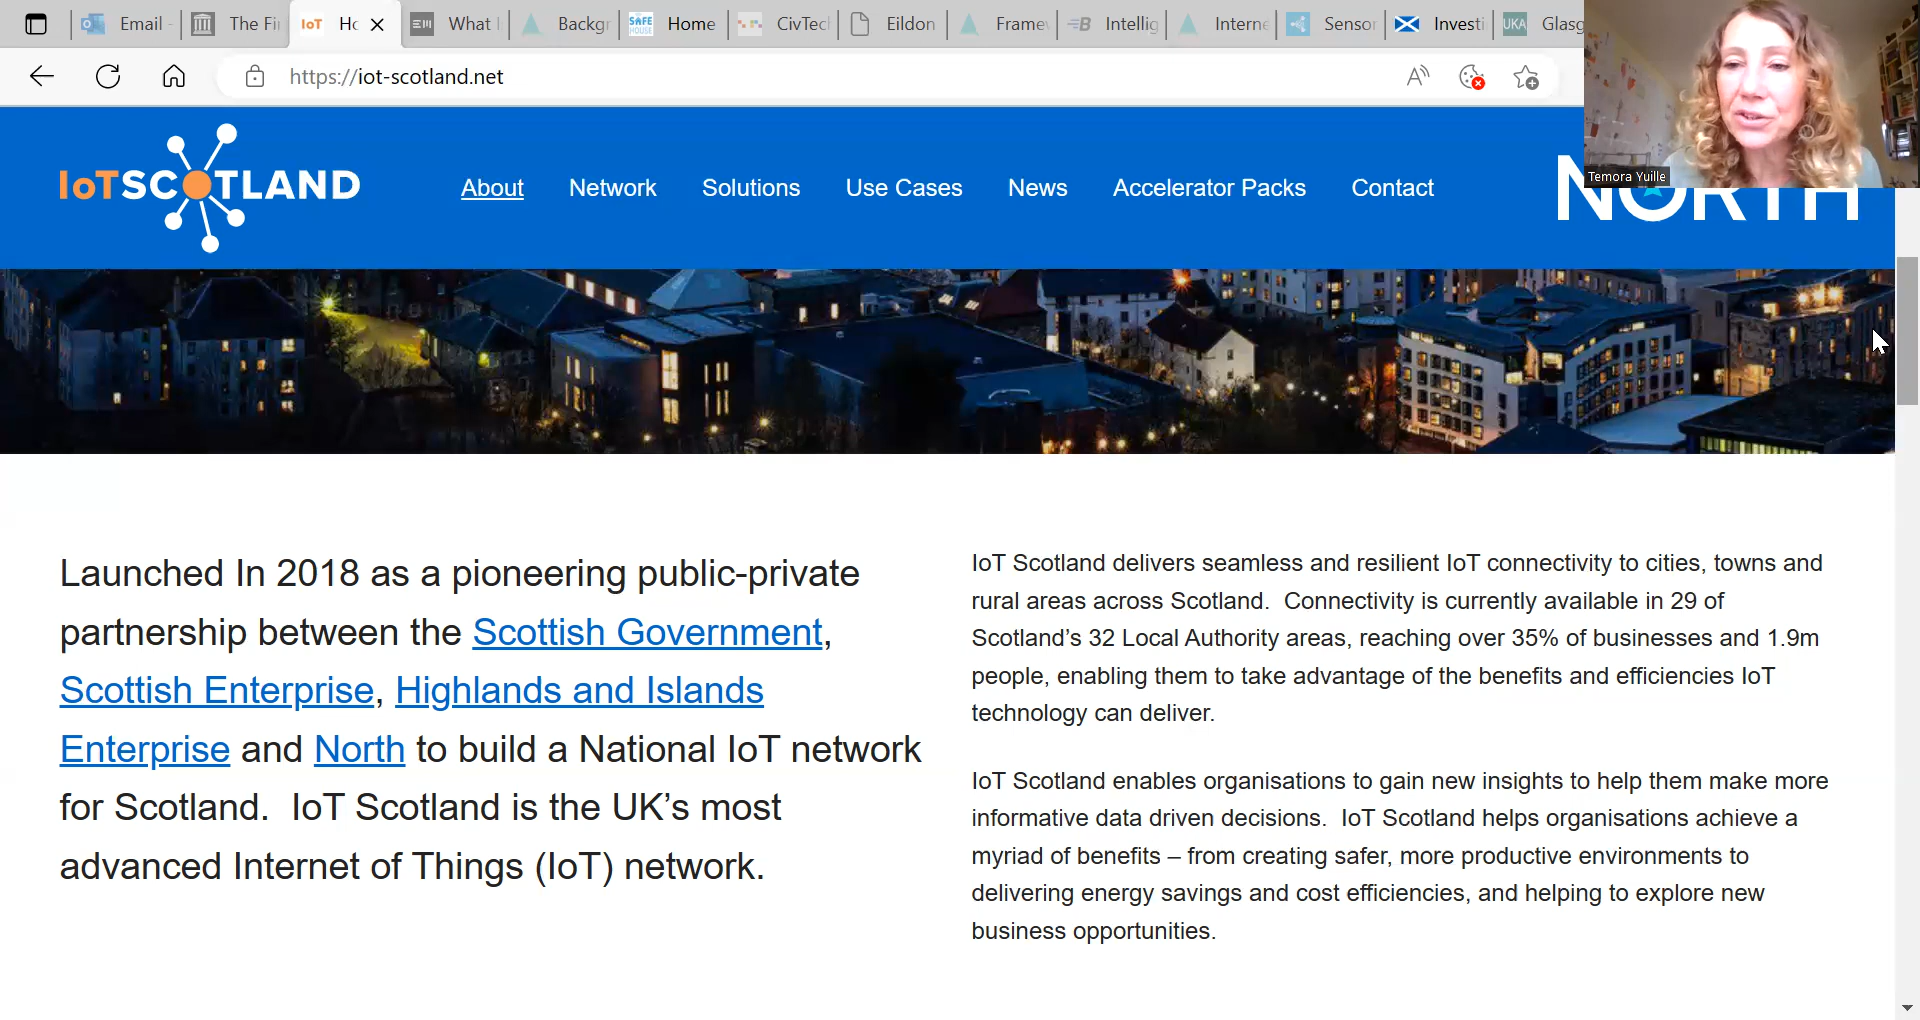 Email
The Fi
Ho
What
Backgr
SAFE HOUSE
Home
CivTec
Eildon
Frame
Intellig
Interne
Sensor
Investi
UKA
Glasg
https://iot-scotland.net
Temora Yuille
IoTSCOTLAND
About
Network
Solutions
Use Cases
News
Accelerator Packs
Contact
NORTH
Launched In 2018 as a pioneering public-private
partnership between the Scottish Government,
Scottish Enterprise, Highlands and Islands
Enterprise and North to build a National IoT network
for Scotland.  IoT Scotland is the UK’s most
advanced Internet of Things (IoT) network.
IoT Scotland delivers seamless and resilient IoT connectivity to cities, towns and
rural areas across Scotland.  Connectivity is currently available in 29 of
Scotland’s 32 Local Authority areas, reaching over 35% of businesses and 1.9m
people, enabling them to take advantage of the benefits and efficiencies IoT
technology can deliver.
IoT Scotland enables organisations to gain new insights to help them make more
informative data driven decisions.  IoT Scotland helps organisations achieve a
myriad of benefits – from creating safer, more productive environments to
delivering energy savings and cost efficiencies, and helping to explore new
business opportunities.